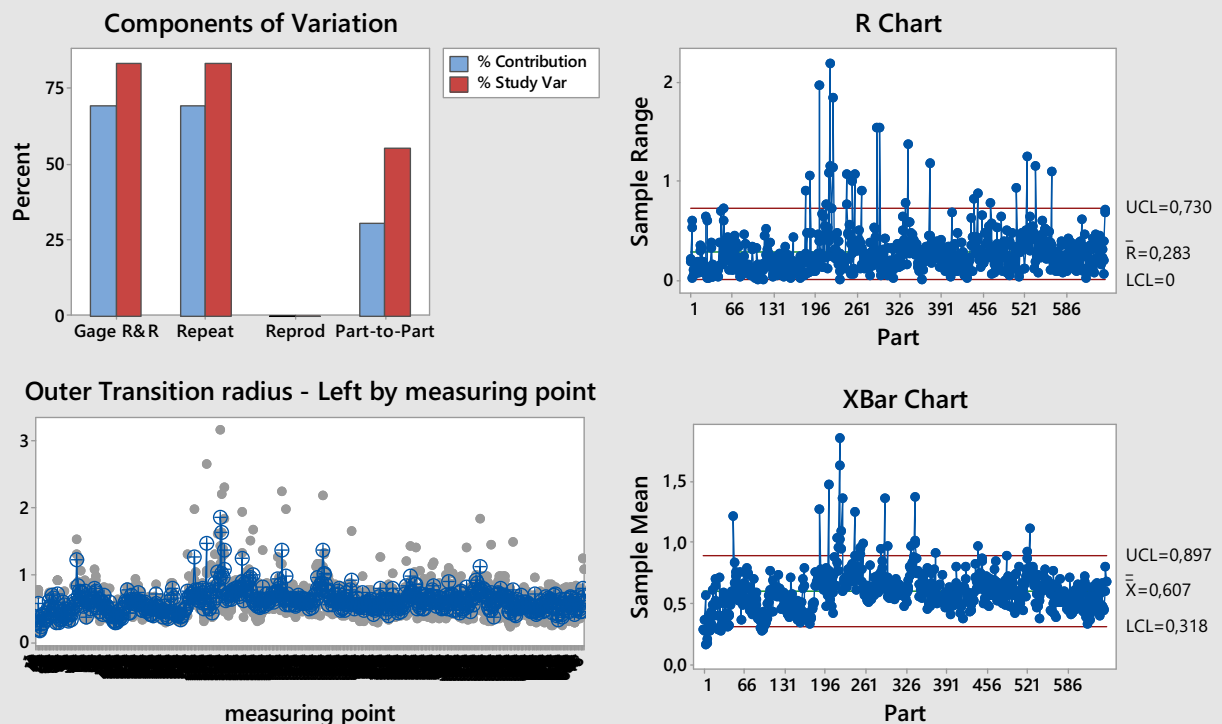 Components of Variation
% Contribution
% Study Var
Percent
75
50
25
0
Gage R&R Repeat Reprod Part-to-Part
R Chart
Sample Range
2
1
0
UCL=0,730
R=0,283
LCL=0
1 66 131 196 261 326 391 456 521 586
Part
Outer Transition radius - Left by measuring point
3
2
1
0
measuring point
XBar Chart
Sample Mean
1,5
1,0
0,5
0,0
UCL=0,897
X=0,607
LCL=0,318
1 66 131 196 261 326 391 456 521 586
Part